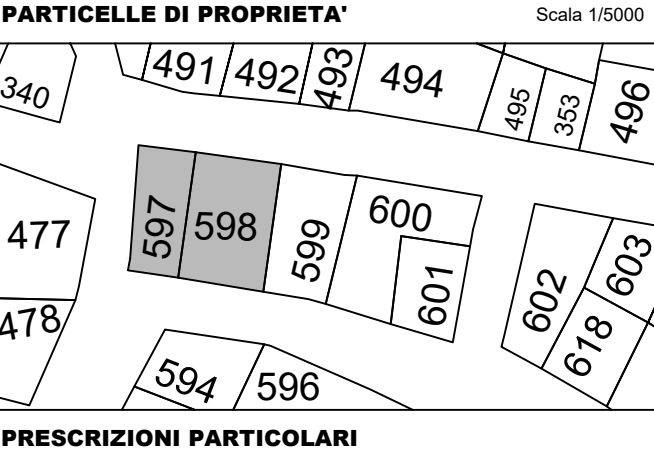 PARTICELLE DI PROPRIETA' Scala 1/5000
340 491 492 493 494 495 353 496
477 597 598 599 600 601 602 603
478 594 596 618
PRESCRIZIONI PARTICOLARI